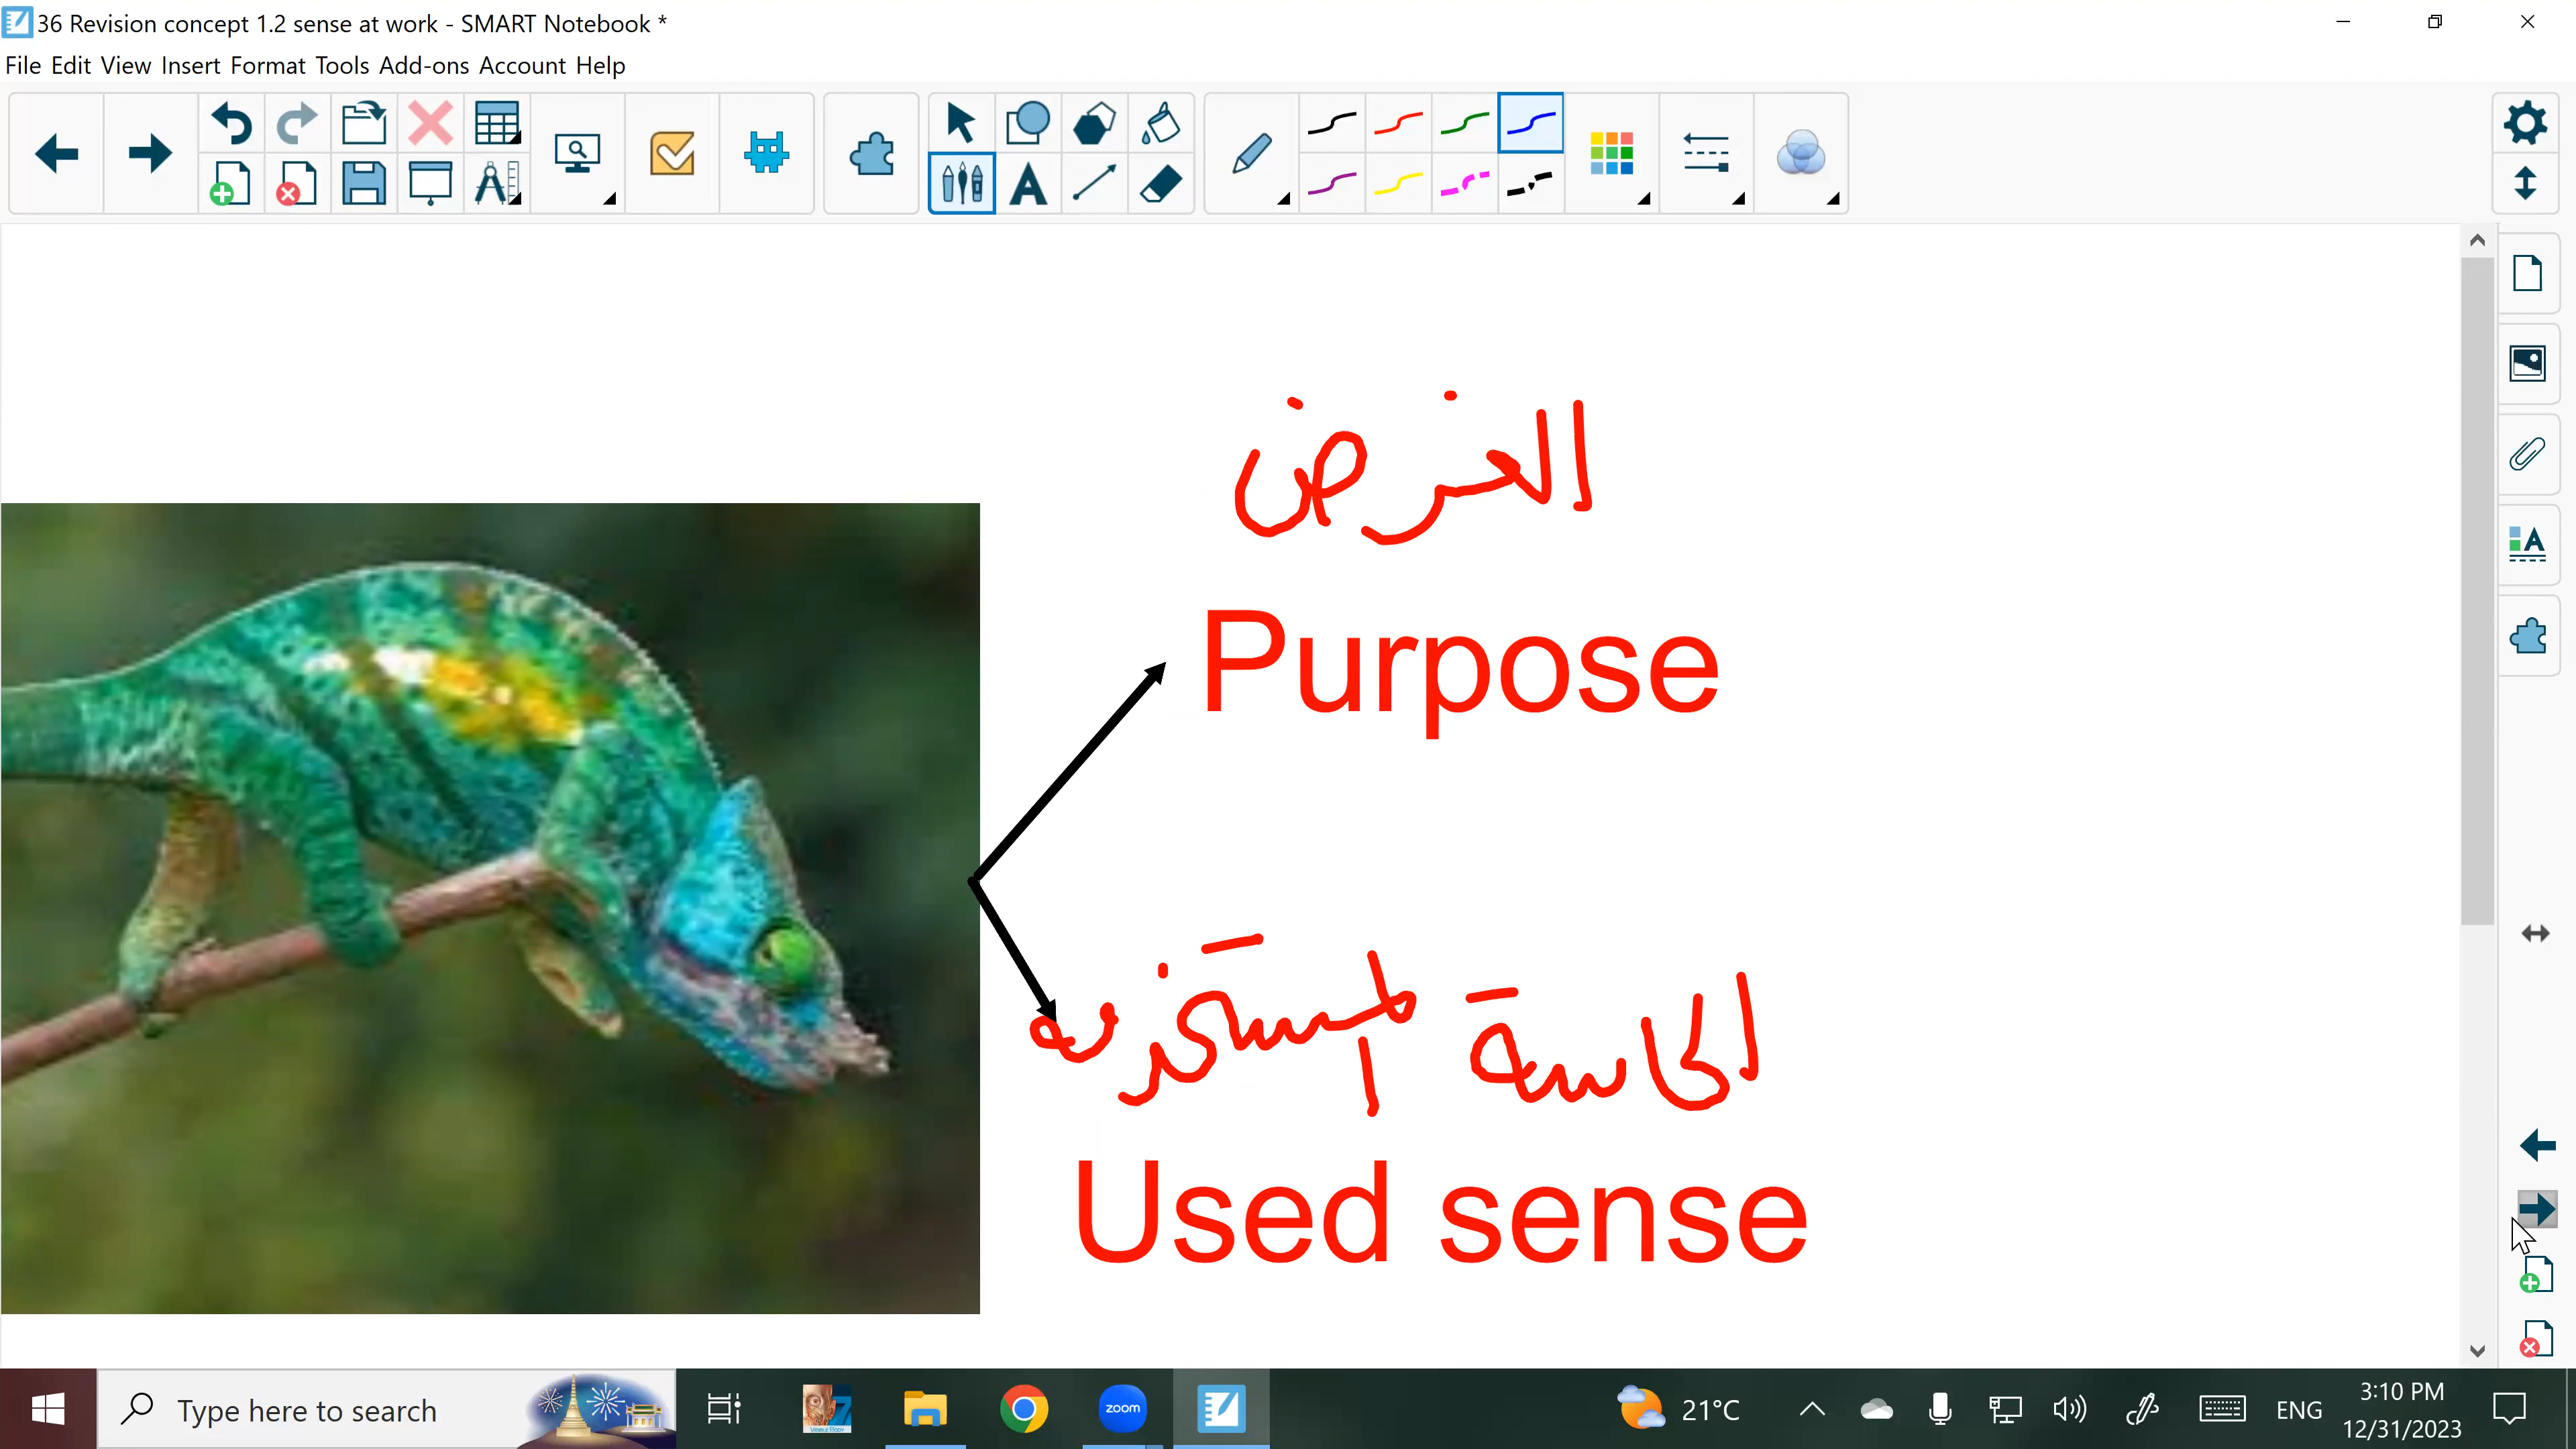 36 Revision concept 1.2 sense at work - SMART Notebook *
File Edit View Insert Format Tools Add-ons Account Help
الغرض
Purpose
الحاسة المستخدمة
Used sense
Type here to search
zoom
21°C
ENG
3:10 PM
12/31/2023